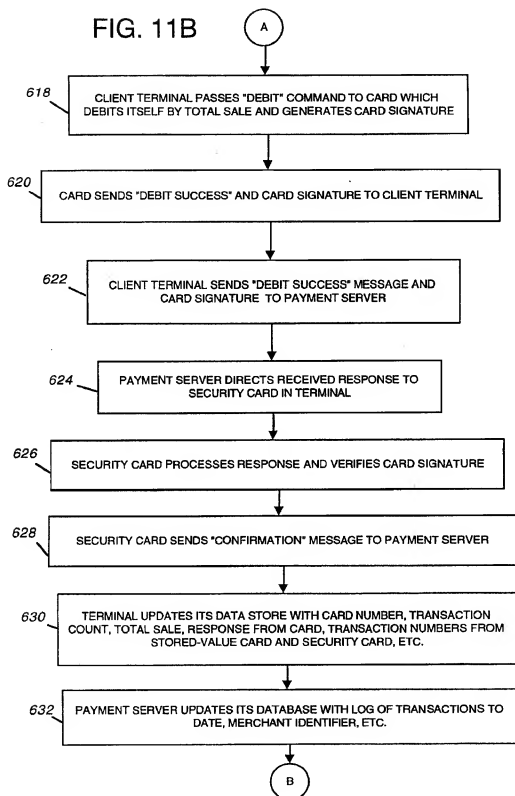 FIG. 11B
A
618
CLIENT TERMINAL PASSES "DEBIT" COMMAND TO CARD WHICH
DEBITS ITSELF BY TOTAL SALE AND GENERATES CARD SIGNATURE
620
CARD SENDS "DEBIT SUCCESS" AND CARD SIGNATURE TO CLIENT TERMINAL
622
CLIENT TERMINAL SENDS "DEBIT SUCCESS" MESSAGE AND
CARD SIGNATURE TO PAYMENT SERVER
624
PAYMENT SERVER DIRECTS RECEIVED RESPONSE TO
SECURITY CARD IN TERMINAL
626
SECURITY CARD PROCESSES RESPONSE AND VERIFIES CARD SIGNATURE
628
SECURITY CARD SENDS "CONFIRMATION" MESSAGE TO PAYMENT SERVER
630
TERMINAL UPDATES ITS DATA STORE WITH CARD NUMBER, TRANSACTION
COUNT, TOTAL SALE, RESPONSE FROM CARD, TRANSACTION NUMBERS FROM
STORED-VALUE CARD AND SECURITY CARD, ETC.
632
PAYMENT SERVER UPDATES ITS DATABASE WITH LOG OF TRANSACTIONS TO
DATE, MERCHANT IDENTIFIER, ETC.
B